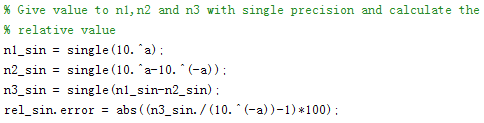 % Give value to n1,n2 and n3 with single precision and calculate the
% relative value
n1_sin = single(10.^a);
n2_sin = single(10.^a-10.^(-a));
n3_sin = single(n1_sin-n2_sin);
rel_sin.error = abs((n3_sin./(10.^(-a))-1)*100);